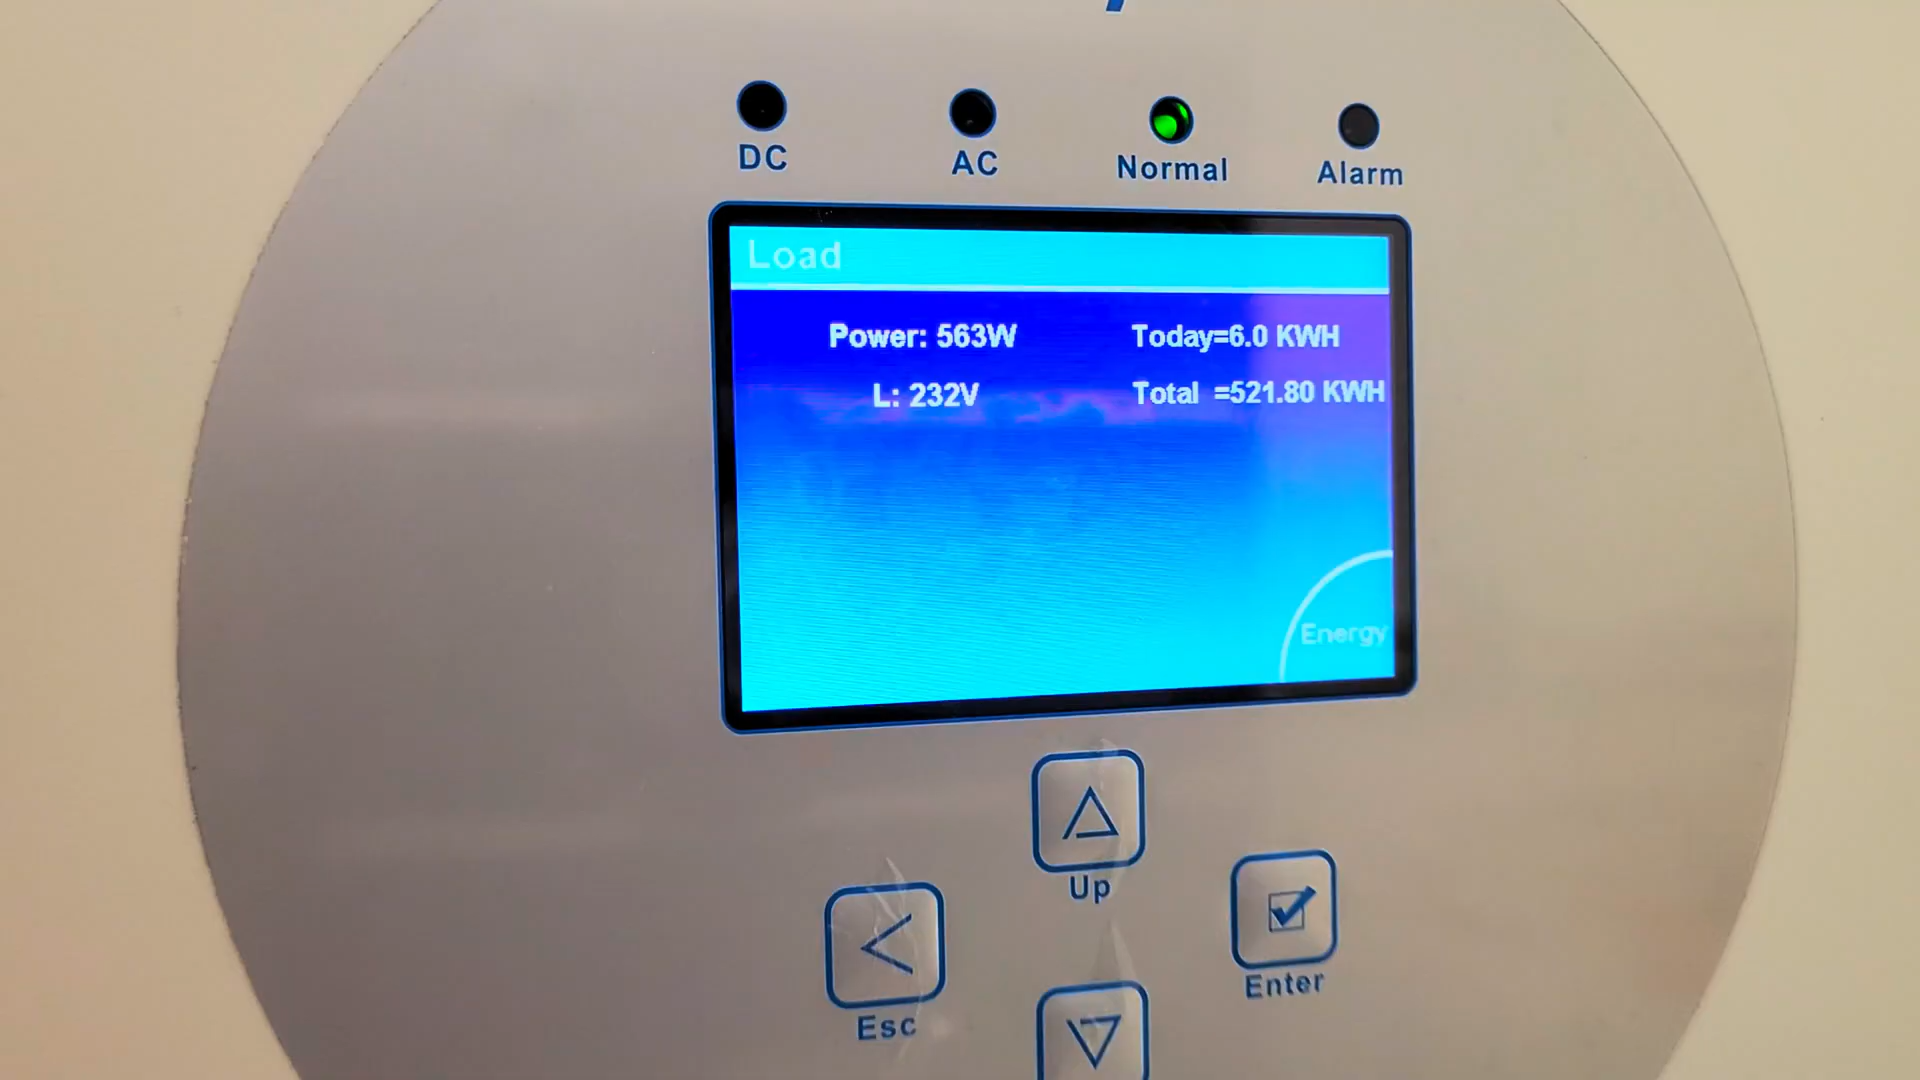 DC
AC
Normal
Alarm
Load
Power: 563W
Today=6.0 KWH
L: 232V
Total =521.80 KWH
Energy
Up
Enter
Esc